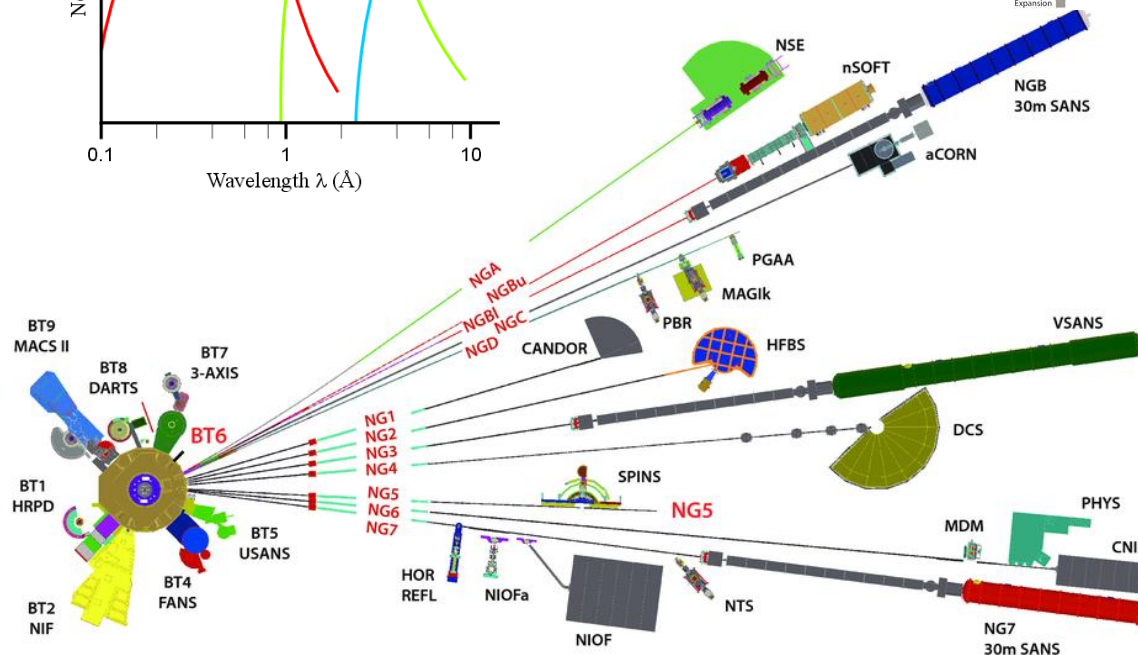 Expansion
0.1
1
10
Wavelength λ (Å)
NSE
nSOFT
NGB
30m SANS
aCORN
NGA
NGBu
NGBl
NGC
NGD
PGAA
MAGIk
PBR
CANDOR
HFBS
VSANS
DCS
BT9
MACS II
BT8
DARTS
BT7
3-AXIS
BT6
NG1
NG2
NG3
NG4
NG5
NG6
NG7
SPINS
NG5
BT1
HRPD
BT5
USANS
BT4
FANS
BT2
NIF
HOR
REFL
NIOFa
NIOF
NTS
MDM
PHYS
CNI
NG7
30m SANS